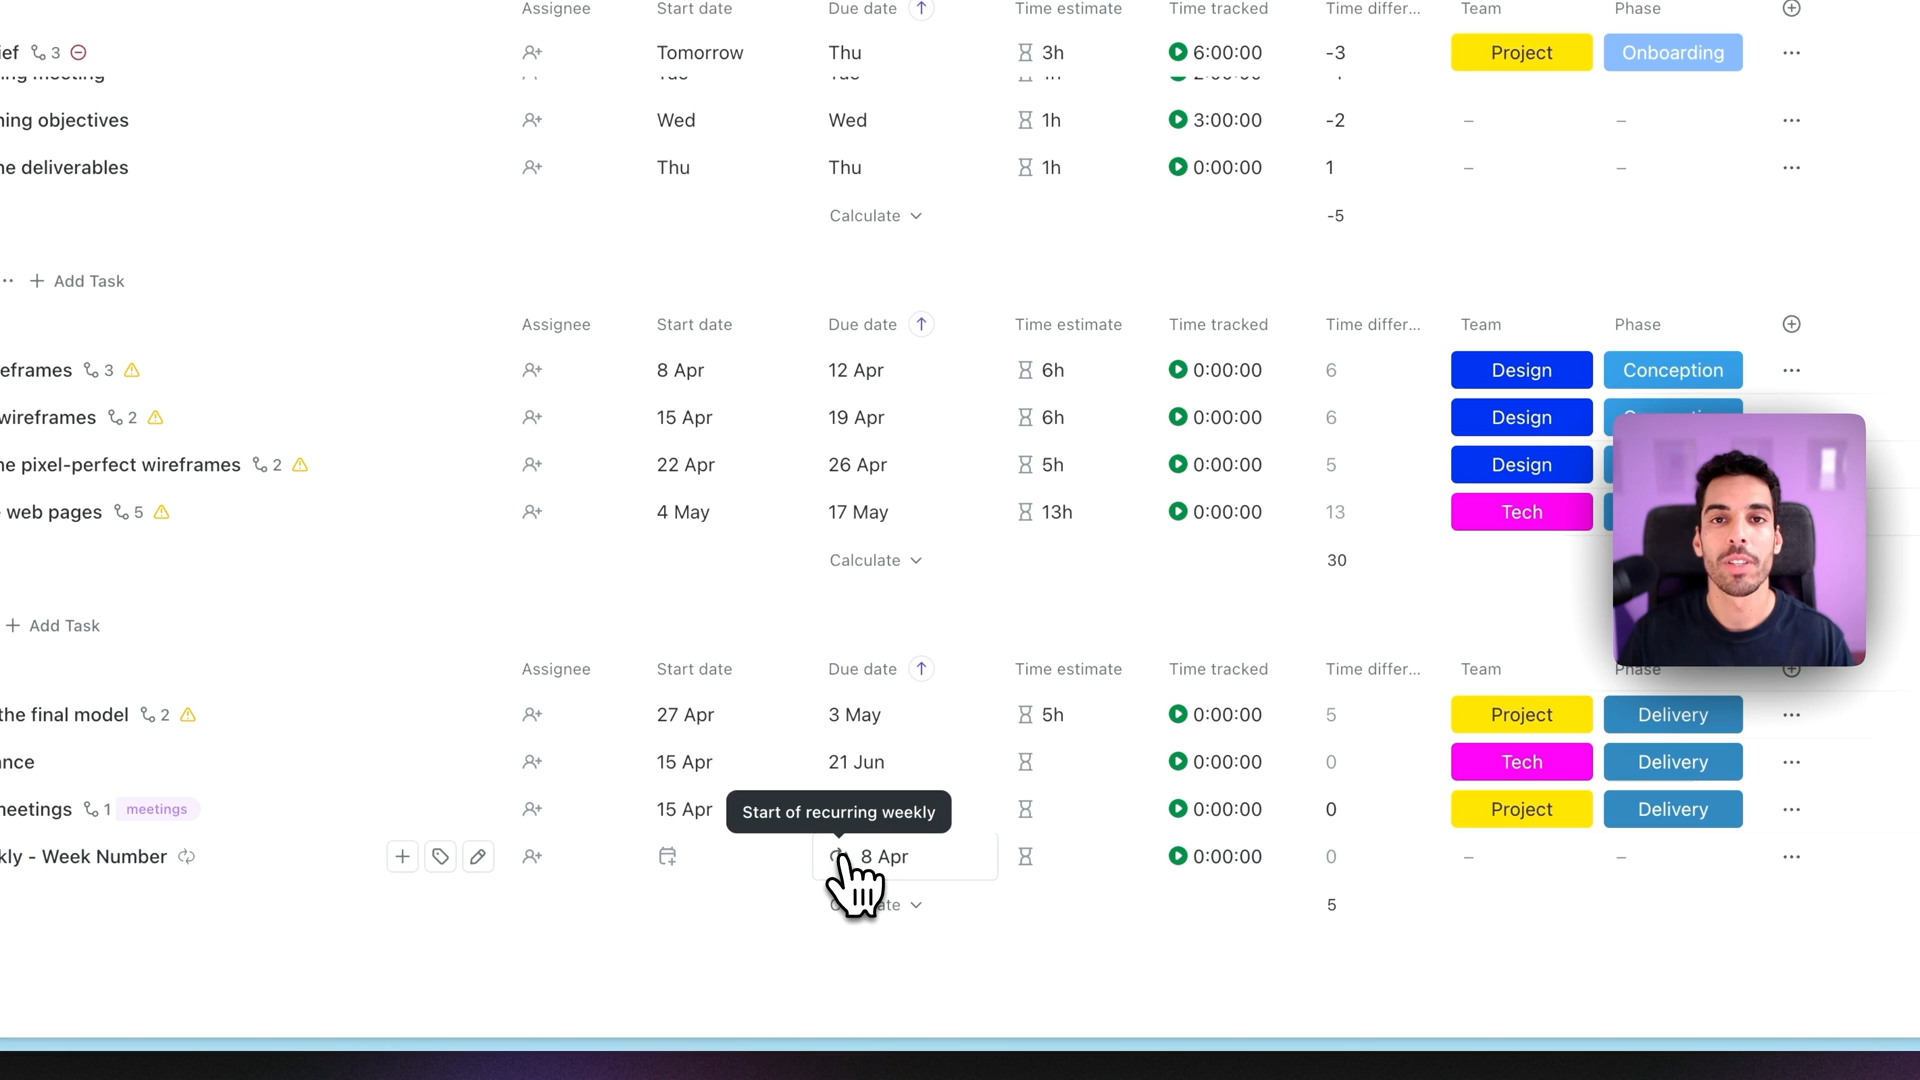 Assignee Start date Due date Time estimate Time tracked Time differ... Team Phase
ef 3 Tomorrow Thu 3h 6:00:00 -3 Project Onboarding
ning objectives Wed Wed 1h 3:00:00 -2 – –
ne deliverables Thu Thu 1h 0:00:00 1 – –
Calculate -5
+ Add Task
Assignee Start date Due date Time estimate Time tracked Time differ... Team Phase
eframes 3 8 Apr 12 Apr 6h 0:00:00 6 Design Conception
wireframes 2 15 Apr 19 Apr 6h 0:00:00 6 Design
ne pixel-perfect wireframes 2 22 Apr 26 Apr 5h 0:00:00 5 Design
web pages 5 4 May 17 May 13h 0:00:00 13 Tech
Calculate 30
+ Add Task
Assignee Start date Due date Time estimate Time tracked Time differ... Team Phase
the final model 2 27 Apr 3 May 5h 0:00:00 5 Project Delivery
ance 15 Apr 21 Jun 0:00:00 0 Tech Delivery
neetings 1 meetings 15 Apr 0:00:00 0 Project Delivery
Start of recurring weekly
kly - Week Number 8 Apr 0:00:00 0 – –
5